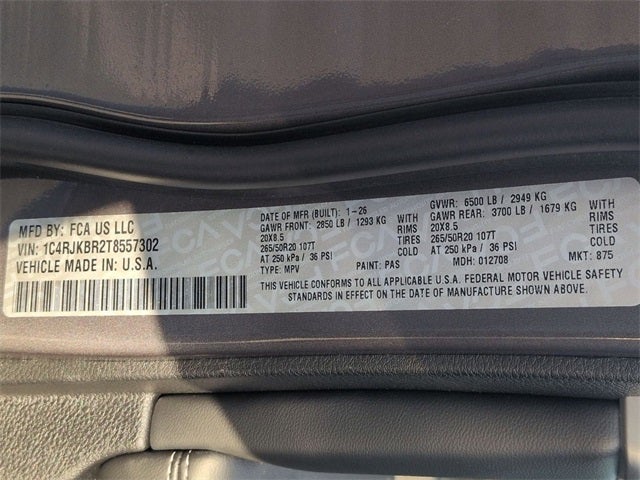 MFD BY: FCA US LLC
VIN: 1C4RJKBR2T8557302
VEHICLE MADE IN: U.S.A.
DATE OF MFR (BUILT): 1-26
GAWR FRONT: 2850 LB / 1293 KG WITH
20X8.5 RIMS
265/50R20 107T TIRES
AT 250 kPa / 36 PSI COLD
TYPE: MPV PAINT: PAS
GVWR: 6500 LB / 2949 KG
GAWR REAR: 3700 LB / 1679 KG WITH
20X8.5 RIMS
265/50R20 107T TIRES
AT 250 kPa / 36 PSI COLD
MDH: 012708 MKT: 875
THIS VEHICLE CONFORMS TO ALL APPLICABLE U.S.A. FEDERAL MOTOR VEHICLE SAFETY
STANDARDS IN EFFECT ON THE DATE OF MANUFACTURE SHOWN ABOVE.